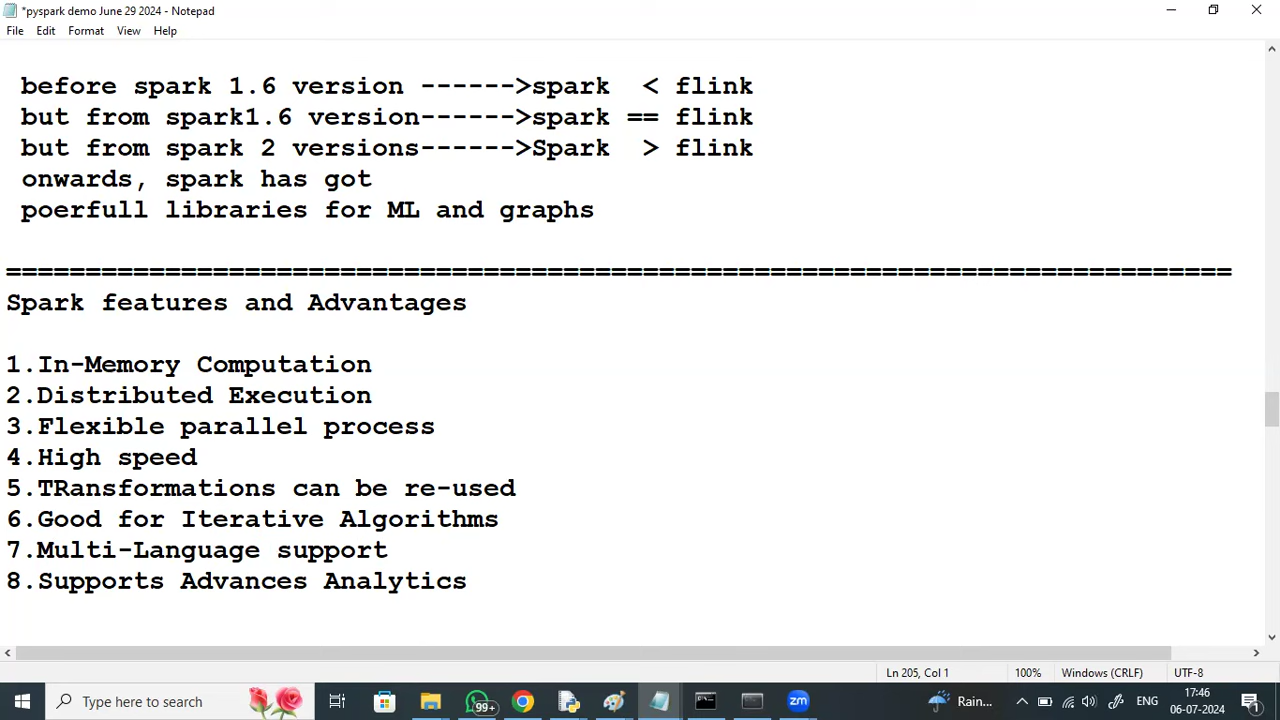 *pyspark demo June 29 2024 - Notepad
File Edit Format View Help
before spark 1.6 version ------>spark < flink
but from spark1.6 version------>spark == flink
but from spark 2 versions------>Spark > flink
onwards, spark has got
poerfull libraries for ML and graphs
=============================================================================
Spark features and Advantages
1.In-Memory Computation
2.Distributed Execution
3.Flexible parallel process
4.High speed
5.TRansformations can be re-used
6.Good for Iterative Algorithms
7.Multi-Language support
8.Supports Advances Analytics
Ln 205, Col 1 100% Windows (CRLF) UTF-8
Type here to search 99+ zm Rain... ENG 17:46
06-07-2024 1